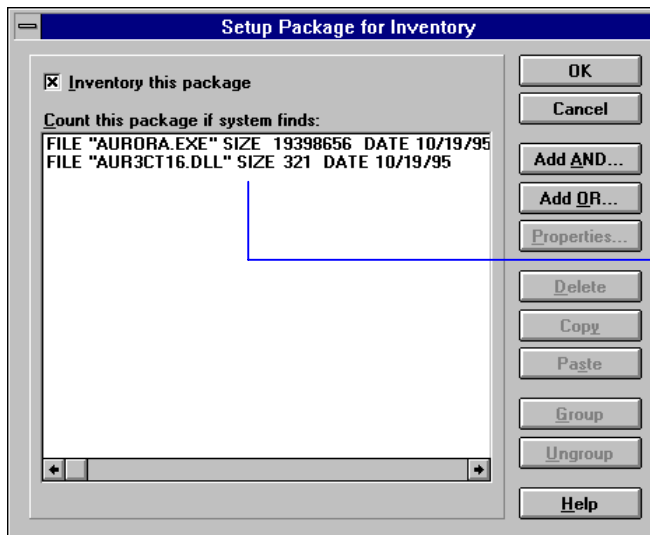 Setup Package for Inventory
Inventory this package
Count this package if system finds:
FILE "AURORA.EXE" SIZE  19398656  DATE 10/19/95
FILE "AUR3CT16.DLL" SIZE  321  DATE 10/19/95
OK
Cancel
Add AND...
Add OR...
Properties...
Delete
Copy
Paste
Group
Ungroup
Help